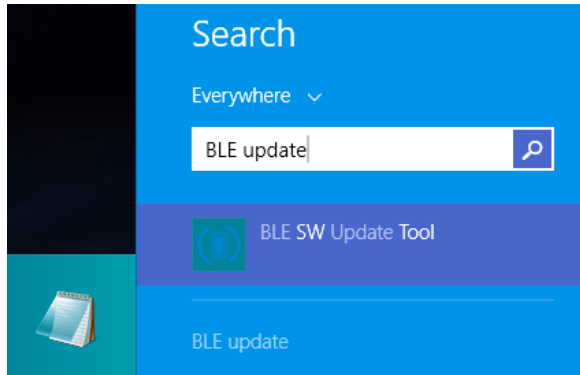 Search
Everywhere
BLE update
BLE SW Update Tool
BLE update